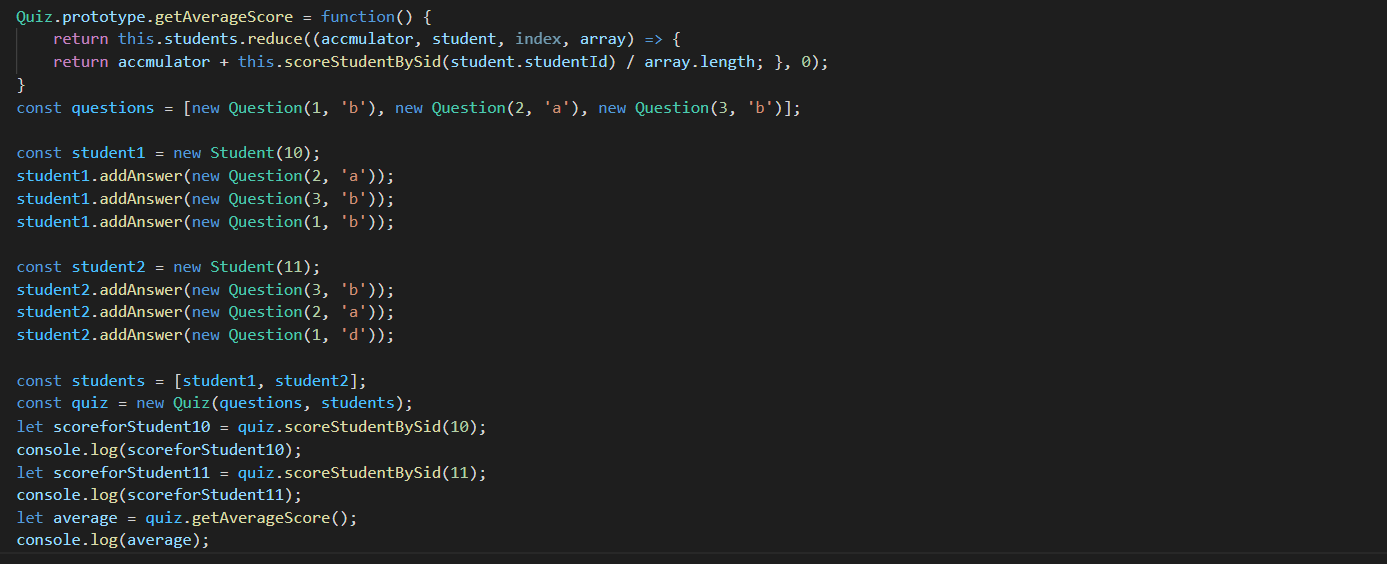 Quiz.prototype.getAverageScore = function() {
    return this.students.reduce((accmulator, student, index, array) => {
    return accmulator + this.scoreStudentBySid(student.studentId) / array.length; }, 0);
}
const questions = [new Question(1, 'b'), new Question(2, 'a'), new Question(3, 'b')];

const student1 = new Student(10);
student1.addAnswer(new Question(2, 'a'));
student1.addAnswer(new Question(3, 'b'));
student1.addAnswer(new Question(1, 'b'));

const student2 = new Student(11);
student2.addAnswer(new Question(3, 'b'));
student2.addAnswer(new Question(2, 'a'));
student2.addAnswer(new Question(1, 'd'));

const students = [student1, student2];
const quiz = new Quiz(questions, students);
let scoreforStudent10 = quiz.scoreStudentBySid(10);
console.log(scoreforStudent10);
let scoreforStudent11 = quiz.scoreStudentBySid(11);
console.log(scoreforStudent11);
let average = quiz.getAverageScore();
console.log(average);